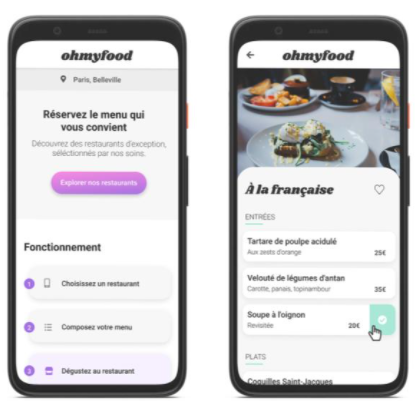 ohmyfood
Paris, Belleville
Réservez le menu qui
vous convient
Découvrez des restaurants d'exception,
séléctionnés par nos soins.
Explorer nos restaurants
Fonctionnement
1 Choisissez un restaurant
2 Composez votre menu
3 Dégustez au restaurant
ohmyfood
À la française
ENTRÉES
Tartare de poulpe acidulé
Aux zeste d'orange 25€
Velouté de légumes d'antan
Carotte, panais, topinambour 35€
Soupe à l'oignon
Revisitée 20€
PLATS
Coquilles Saint-Jacques